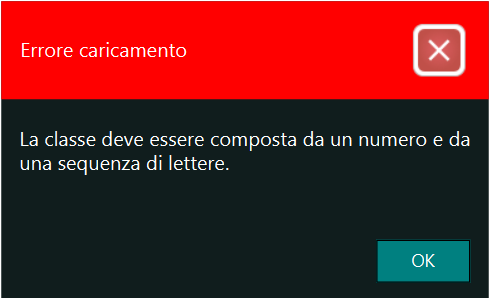 Errore caricamento
La classe deve essere composta da un numero e da
una sequenza di lettere.
OK